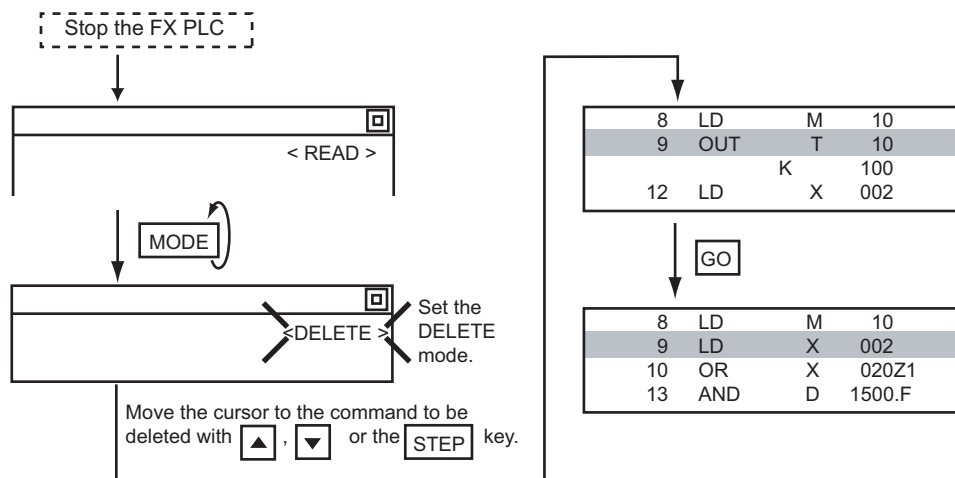 Stop the FX PLC
< READ >
MODE
<DELETE >
Set the
DELETE
mode.
Move the cursor to the command to be
deleted with ▲ , ▼ or the STEP key.
8 LD M 10
9 OUT T 10
K 100
12 LD X 002
GO
8 LD M 10
9 LD X 002
10 OR X 020Z1
13 AND D 1500.F